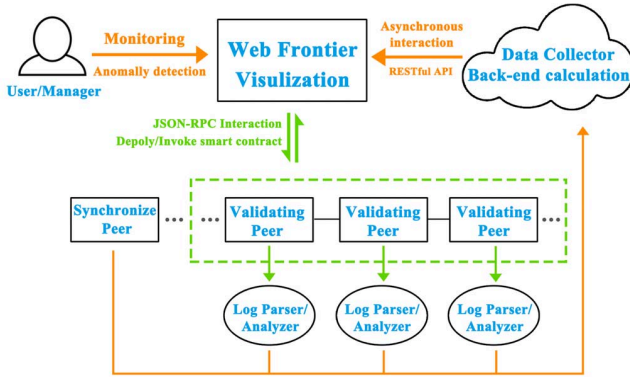 Monitoring
Anomally detection
User/Manager
Web Frontier
Visulization
Asynchronous
interaction
RESTful API
Data Collector
Back-end calculation
JSON-RPC Interaction
Depoly/Invoke smart contract
Synchronize
Peer
...
...
Validating
Peer
Validating
Peer
Validating
Peer
...
Log Parser/
Analyzer
Log Parser/
Analyzer
Log Parser/
Analyzer